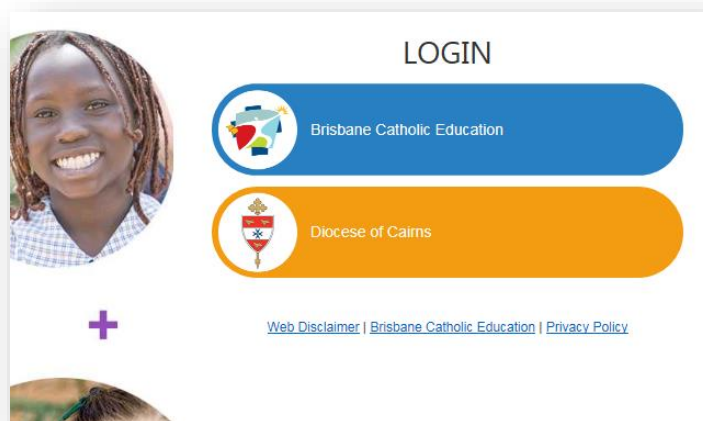 LOGIN
Brisbane Catholic Education
Diocese of Cairns
Web Disclaimer | Brisbane Catholic Education | Privacy Policy